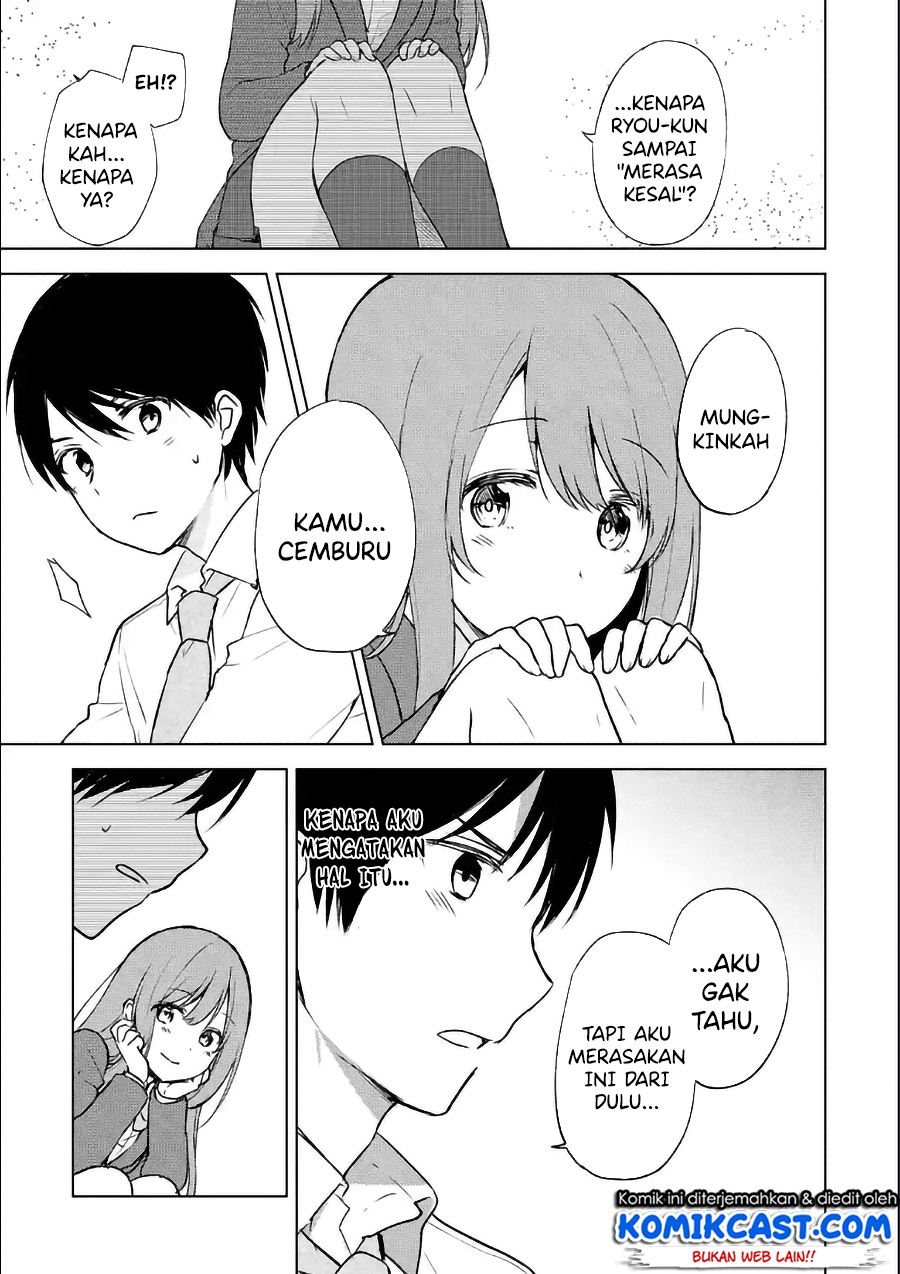 ...KENAPA
RYOU-KUN
SAMPAI
"MERASA
KESAL"?
EH!?
KENAPA
KAH...
KENAPA
YA?
MUNG-
KINKAH
KAMU...
CEMBURU
...AKU
GAK
TAHU,
TAPI AKU
MERASAKAN
INI DARI
DULU...
KENAPA AKU
MENGATAKAN
HAL ITU...
Komik ini diterjemahkan & diedit oleh
KOMIKCAST.COM
BUKAN WEB LAIN!!